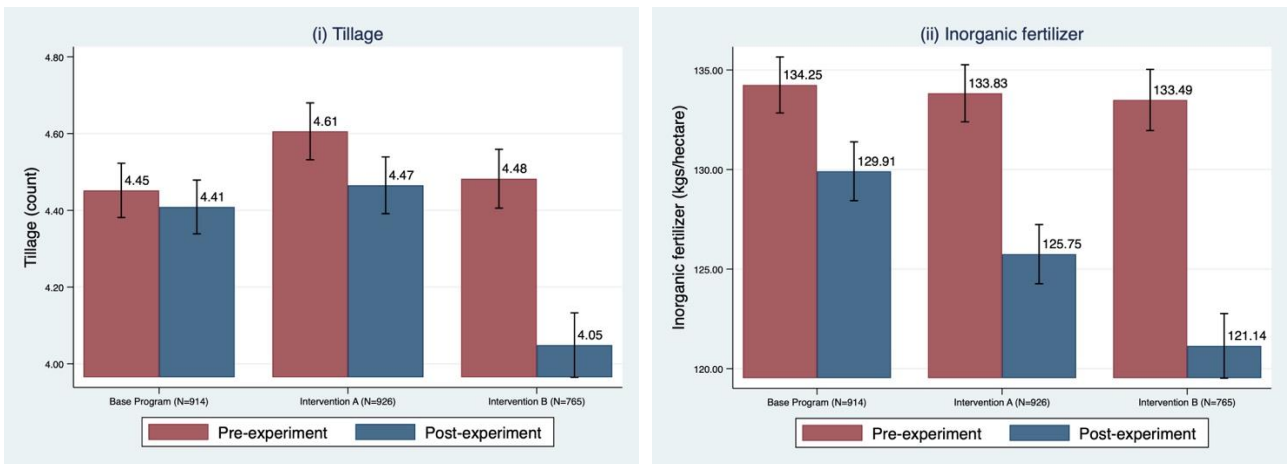 (i) Tillage
Tillage (count)
4.80
4.60
4.40
4.20
4.00
4.45
4.41
4.61
4.47
4.48
4.05
Base Program (N=914)
Intervention A (N=926)
Intervention B (N=765)
Pre-experiment
Post-experiment
(ii) Inorganic fertilizer
Inorganic fertilizer (kgs/hectare)
135.00
130.00
125.00
120.00
134.25
129.91
133.83
125.75
133.49
121.14
Base Program (N=914)
Intervention A (N=926)
Intervention B (N=765)
Pre-experiment
Post-experiment